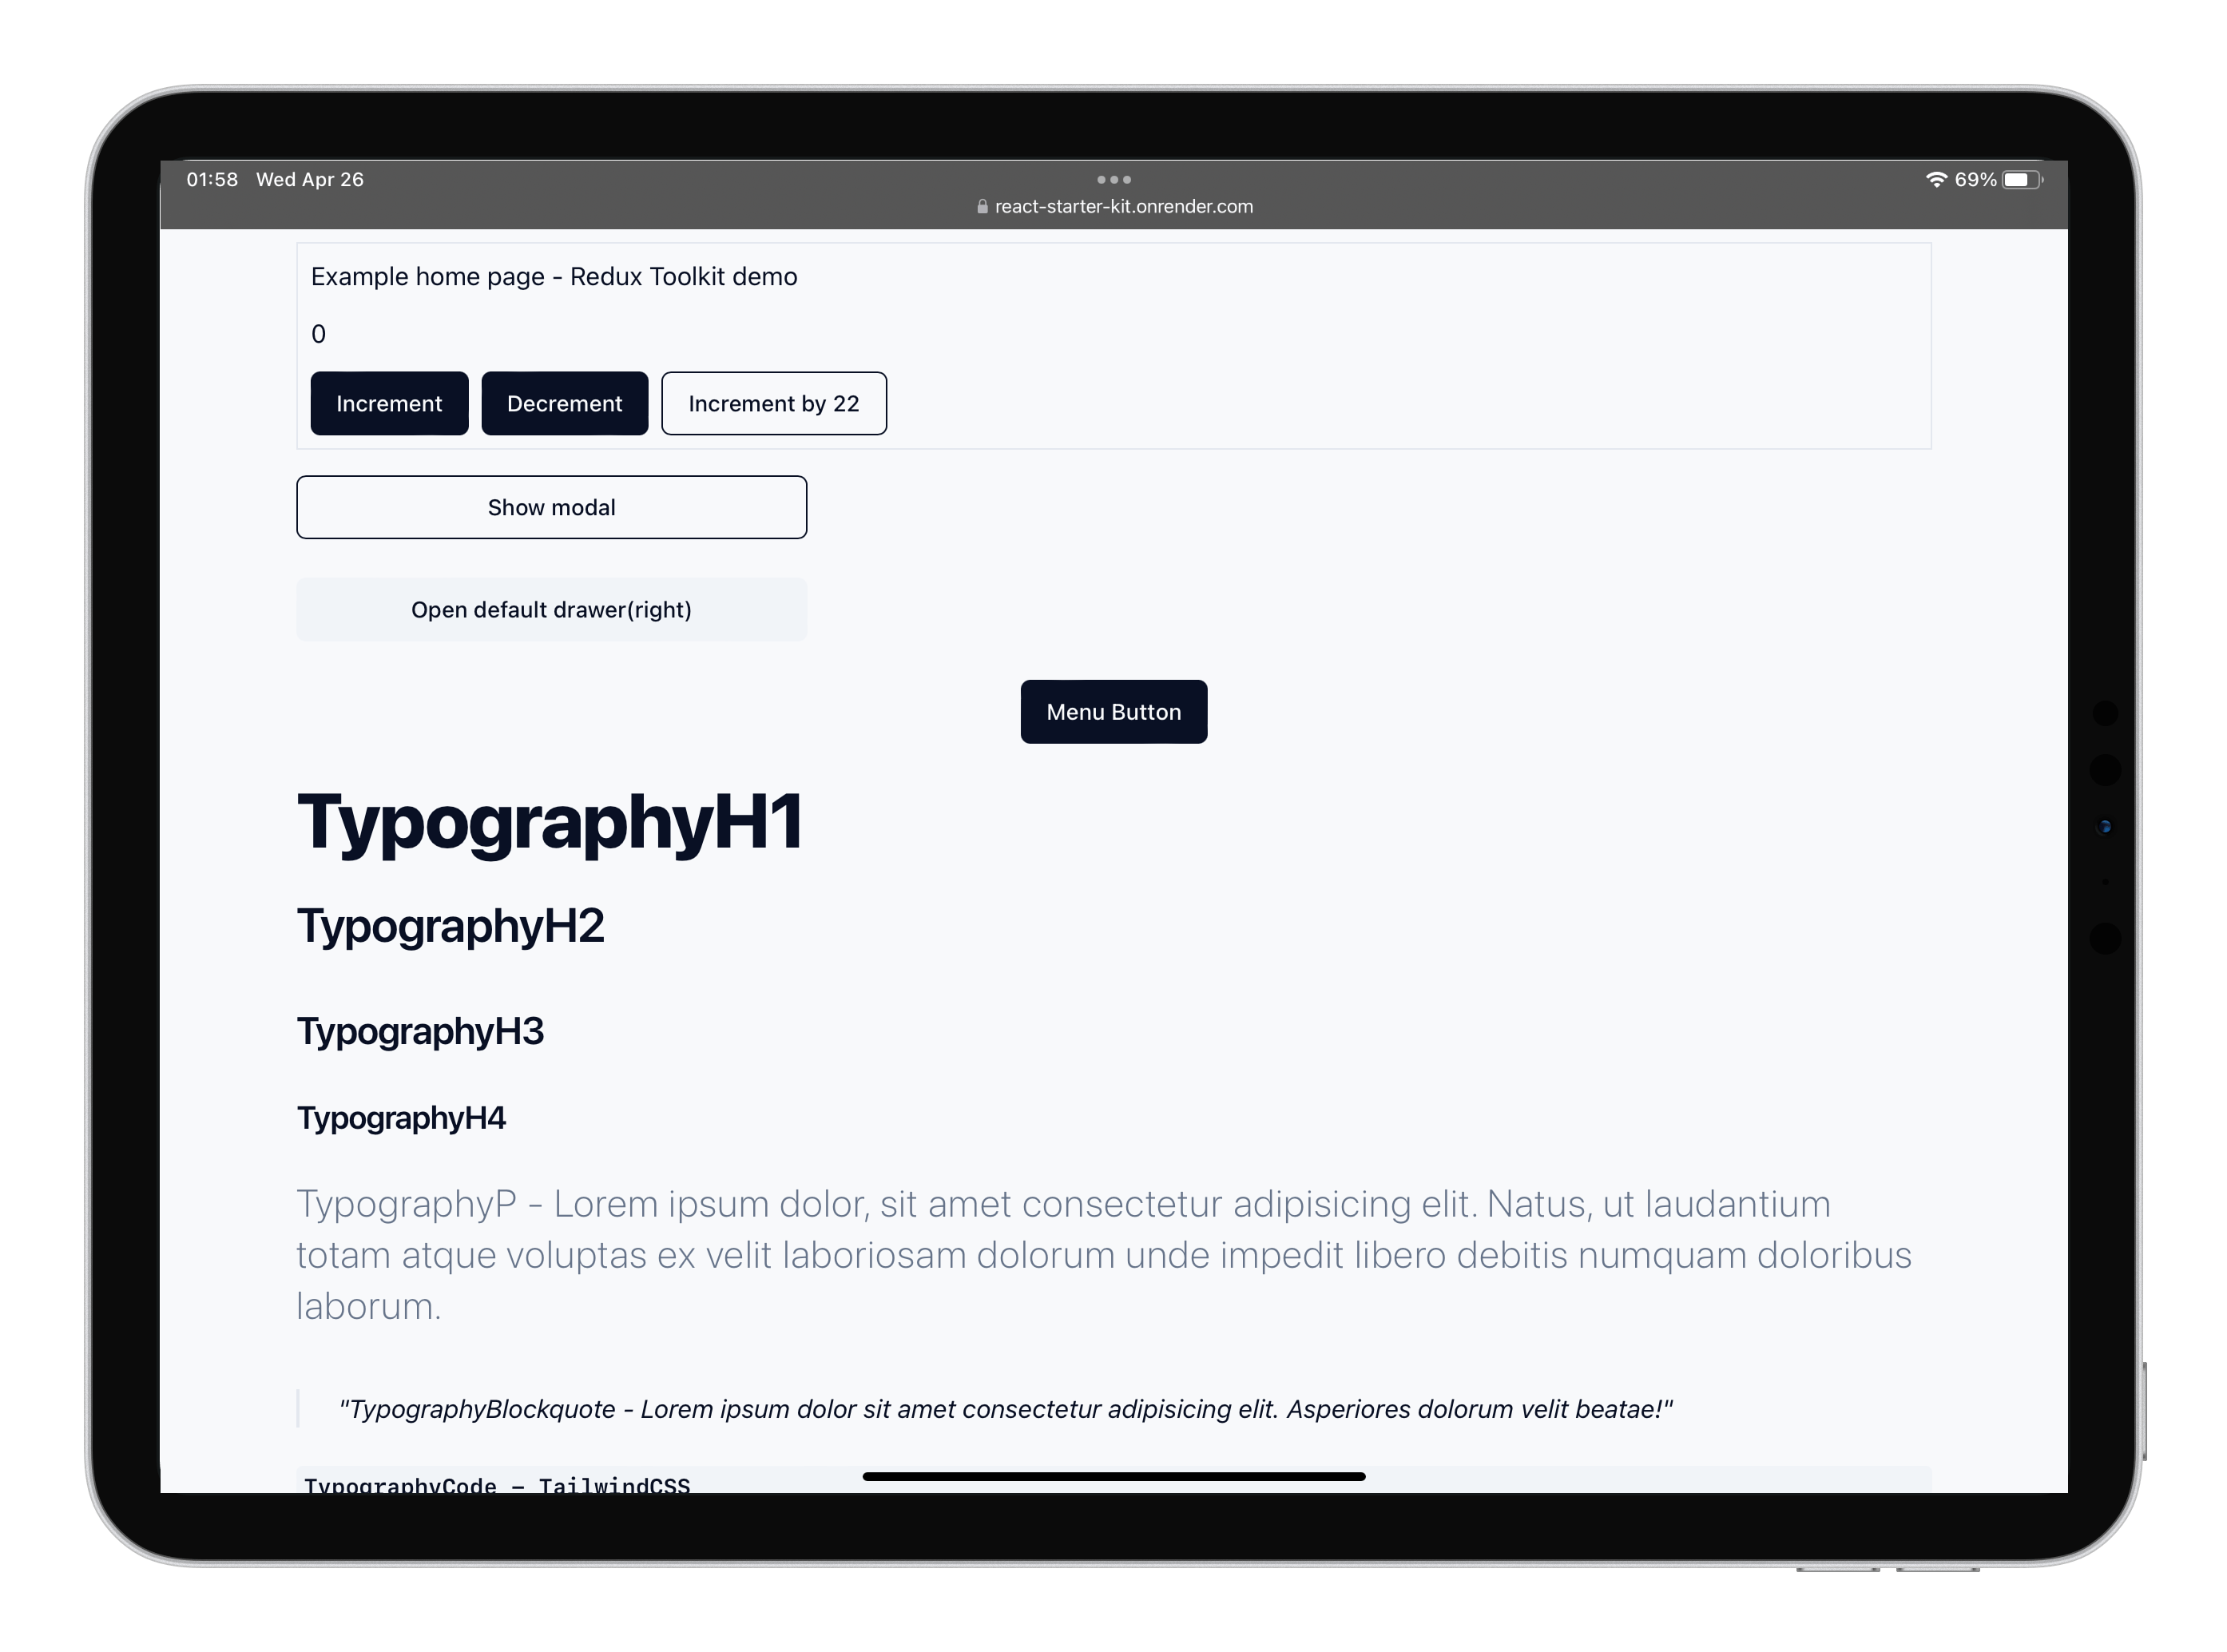 01:58 Wed Apr 26
69%
react-starter-kit.onrender.com
Example home page - Redux Toolkit demo
0
Increment Decrement Increment by 22
Show modal
Open default drawer(right)
Menu Button
TypographyH1
TypographyH2
TypographyH3
TypographyH4
TypographyP - Lorem ipsum dolor, sit amet consectetur adipisicing elit. Natus, ut laudantium
totam atque voluptas ex velit laboriosam dolorum unde impedit libero debitis numquam doloribus
laborum.
"TypographyBlockquote - Lorem ipsum dolor sit amet consectetur adipisicing elit. Asperiores dolorum velit beatae!"
TypographyCode – TailwindCSS